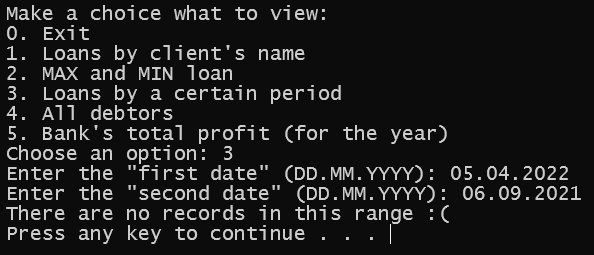 Make a choice what to view:
0. Exit
1. Loans by client's name
2. MAX and MIN loan
3. Loans by a certain period
4. All debtors
5. Bank's total profit (for the year)
Choose an option: 3
Enter the "first date" (DD.MM.YYYY): 05.04.2022
Enter the "second date" (DD.MM.YYYY): 06.09.2021
There are no records in this range :(
Press any key to continue . . .